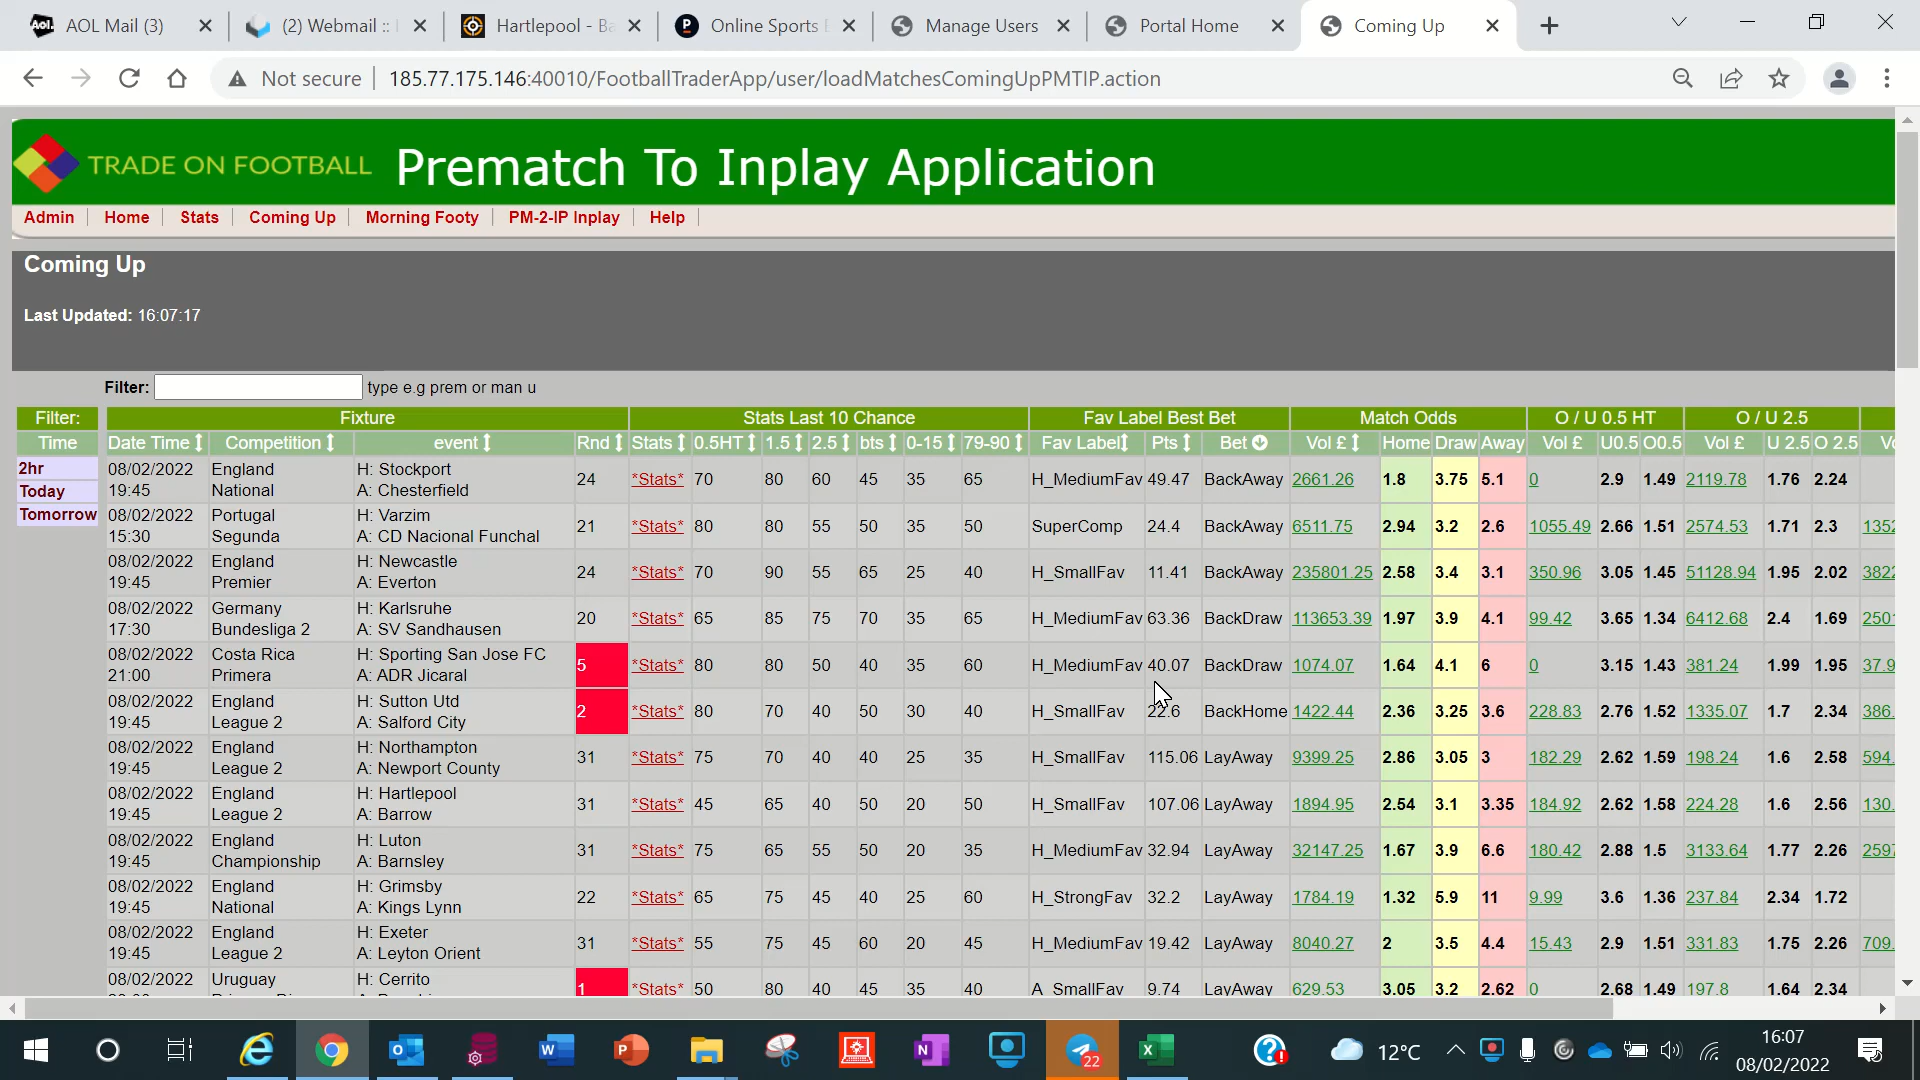 AOL Mail (3)
(2) Webmail ::
Hartlepool - Ba
Online Sports
Manage Users
Portal Home
Coming Up
Not secure
185.77.175.146:40010/FootballTraderApp/user/loadMatchesComingUpPMTIP.action
TRADE ON FOOTBALL Prematch To Inplay Application
Admin Home Stats Coming Up Morning Footy PM-2-IP Inplay Help
Coming Up
Last Updated: 16:07:17
Filter: type e.g prem or man u
Filter: Fixture Stats Last 10 Chance Fav Label Best Bet Match Odds O / U 0.5 HT O / U 2.5
Time Date Time Competition event Rnd Stats 0.5HT 1.5 2.5 bts 0-15 79-90 Fav Label Pts Bet Vol £ Home Draw Away Vol £ U0.5 O0.5 Vol £ U 2.5 O 2.5
2hr
Today
Tomorrow
08/02/2022 England H: Stockport
19:45 National A: Chesterfield
24 *Stats* 70 80 60 45 35 65 H_MediumFav 49.47 BackAway 2661.26 1.8 3.75 5.1 0 2.9 1.49 2119.78 1.76 2.24
08/02/2022 Portugal H: Varzim
15:30 Segunda A: CD Nacional Funchal
21 *Stats* 80 80 55 50 35 50 SuperComp 24.4 BackAway 6511.75 2.94 3.2 2.6 1055.49 2.66 1.51 2574.53 1.71 2.3 1352
08/02/2022 England H: Newcastle
19:45 Premier A: Everton
24 *Stats* 70 90 55 65 25 40 H_SmallFav 11.41 BackAway 235801.25 2.58 3.4 3.1 350.96 3.05 1.45 51128.94 1.95 2.02 3822
08/02/2022 Germany H: Karlsruhe
17:30 Bundesliga 2 A: SV Sandhausen
20 *Stats* 65 85 75 70 35 65 H_MediumFav 63.36 BackDraw 113653.39 1.97 3.9 4.1 99.42 3.65 1.34 6412.68 2.4 1.69 2501
08/02/2022 Costa Rica H: Sporting San Jose FC
21:00 Primera A: ADR Jicaral
5 *Stats* 80 80 50 40 35 60 H_MediumFav 40.07 BackDraw 1074.07 1.64 4.1 6 0 3.15 1.43 381.24 1.99 1.95 37.9
08/02/2022 England H: Sutton Utd
19:45 League 2 A: Salford City
2 *Stats* 80 70 40 50 30 40 H_SmallFav 22.6 BackHome 1422.44 2.36 3.25 3.6 228.83 2.76 1.52 1335.07 1.7 2.34 386.
08/02/2022 England H: Northampton
19:45 League 2 A: Newport County
31 *Stats* 75 70 40 40 25 35 H_SmallFav 115.06 LayAway 9399.25 2.86 3.05 3 182.29 2.62 1.59 198.24 1.6 2.58 594.
08/02/2022 England H: Hartlepool
19:45 League 2 A: Barrow
31 *Stats* 45 65 40 50 20 50 H_SmallFav 107.06 LayAway 1894.95 2.54 3.1 3.35 184.92 2.62 1.58 224.28 1.6 2.56 130.
08/02/2022 England H: Luton
19:45 Championship A: Barnsley
31 *Stats* 75 65 55 50 20 35 H_MediumFav 32.94 LayAway 32147.25 1.67 3.9 6.6 180.42 2.88 1.5 3133.64 1.77 2.26 2597
08/02/2022 England H: Grimsby
19:45 National A: Kings Lynn
22 *Stats* 65 75 45 40 25 60 H_StrongFav 32.2 LayAway 1784.19 1.32 5.9 11 9.99 3.6 1.36 237.84 2.34 1.72
08/02/2022 England H: Exeter
19:45 League 2 A: Leyton Orient
31 *Stats* 55 75 45 60 20 45 H_MediumFav 19.42 LayAway 8040.27 2 3.5 4.4 15.43 2.9 1.51 331.83 1.75 2.26 709.
08/02/2022 Uruguay H: Cerrito
1 *Stats* 50 80 40 45 35 40 A_SmallFav 9.74 LayAway 629.53 3.05 3.2 2.62 0 2.68 1.49 197.8 1.64 2.34
22
12°C
16:07
08/02/2022